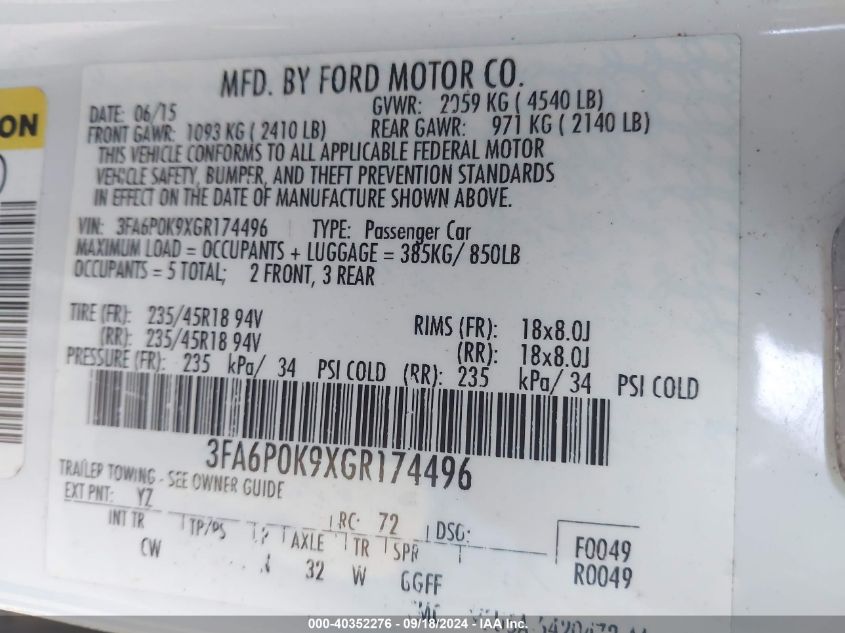 ON
MFD. BY FORD MOTOR CO.
DATE: 06/15 GVWR: 2059 KG ( 4540 LB)
FRONT GAWR: 1093 KG ( 2410 LB) REAR GAWR: 971 KG ( 2140 LB)
THIS VEHICLE CONFORMS TO ALL APPLICABLE FEDERAL MOTOR
VEHICLE SAFETY, BUMPER, AND THEFT PREVENTION STANDARDS
IN EFFECT ON THE DATE OF MANUFACTURE SHOWN ABOVE.
VIN: 3FA6P0K9XGR174496 TYPE: Passenger Car
MAXIMUM LOAD = OCCUPANTS + LUGGAGE = 385KG/ 850LB
OCCUPANTS = 5 TOTAL; 2 FRONT, 3 REAR
TIRE (FR): 235/45R18 94V RIMS (FR): 18x8.0J
(RR): 235/45R18 94V (RR): 18x8.0J
PRESSURE (FR): 235 kPa/ 34 PSI COLD (RR): 235 kPa/ 34 PSI COLD
3FA6P0K9XGR174496
TRAILER TOWING - SEE OWNER GUIDE
EXT PNT: YZ RC: 72 DSO:
INT TR TP/PS AXLE TR SPR F0049
CW 32 W GGFF R0049
40352276 - 09/18/2024 - IAAI.com